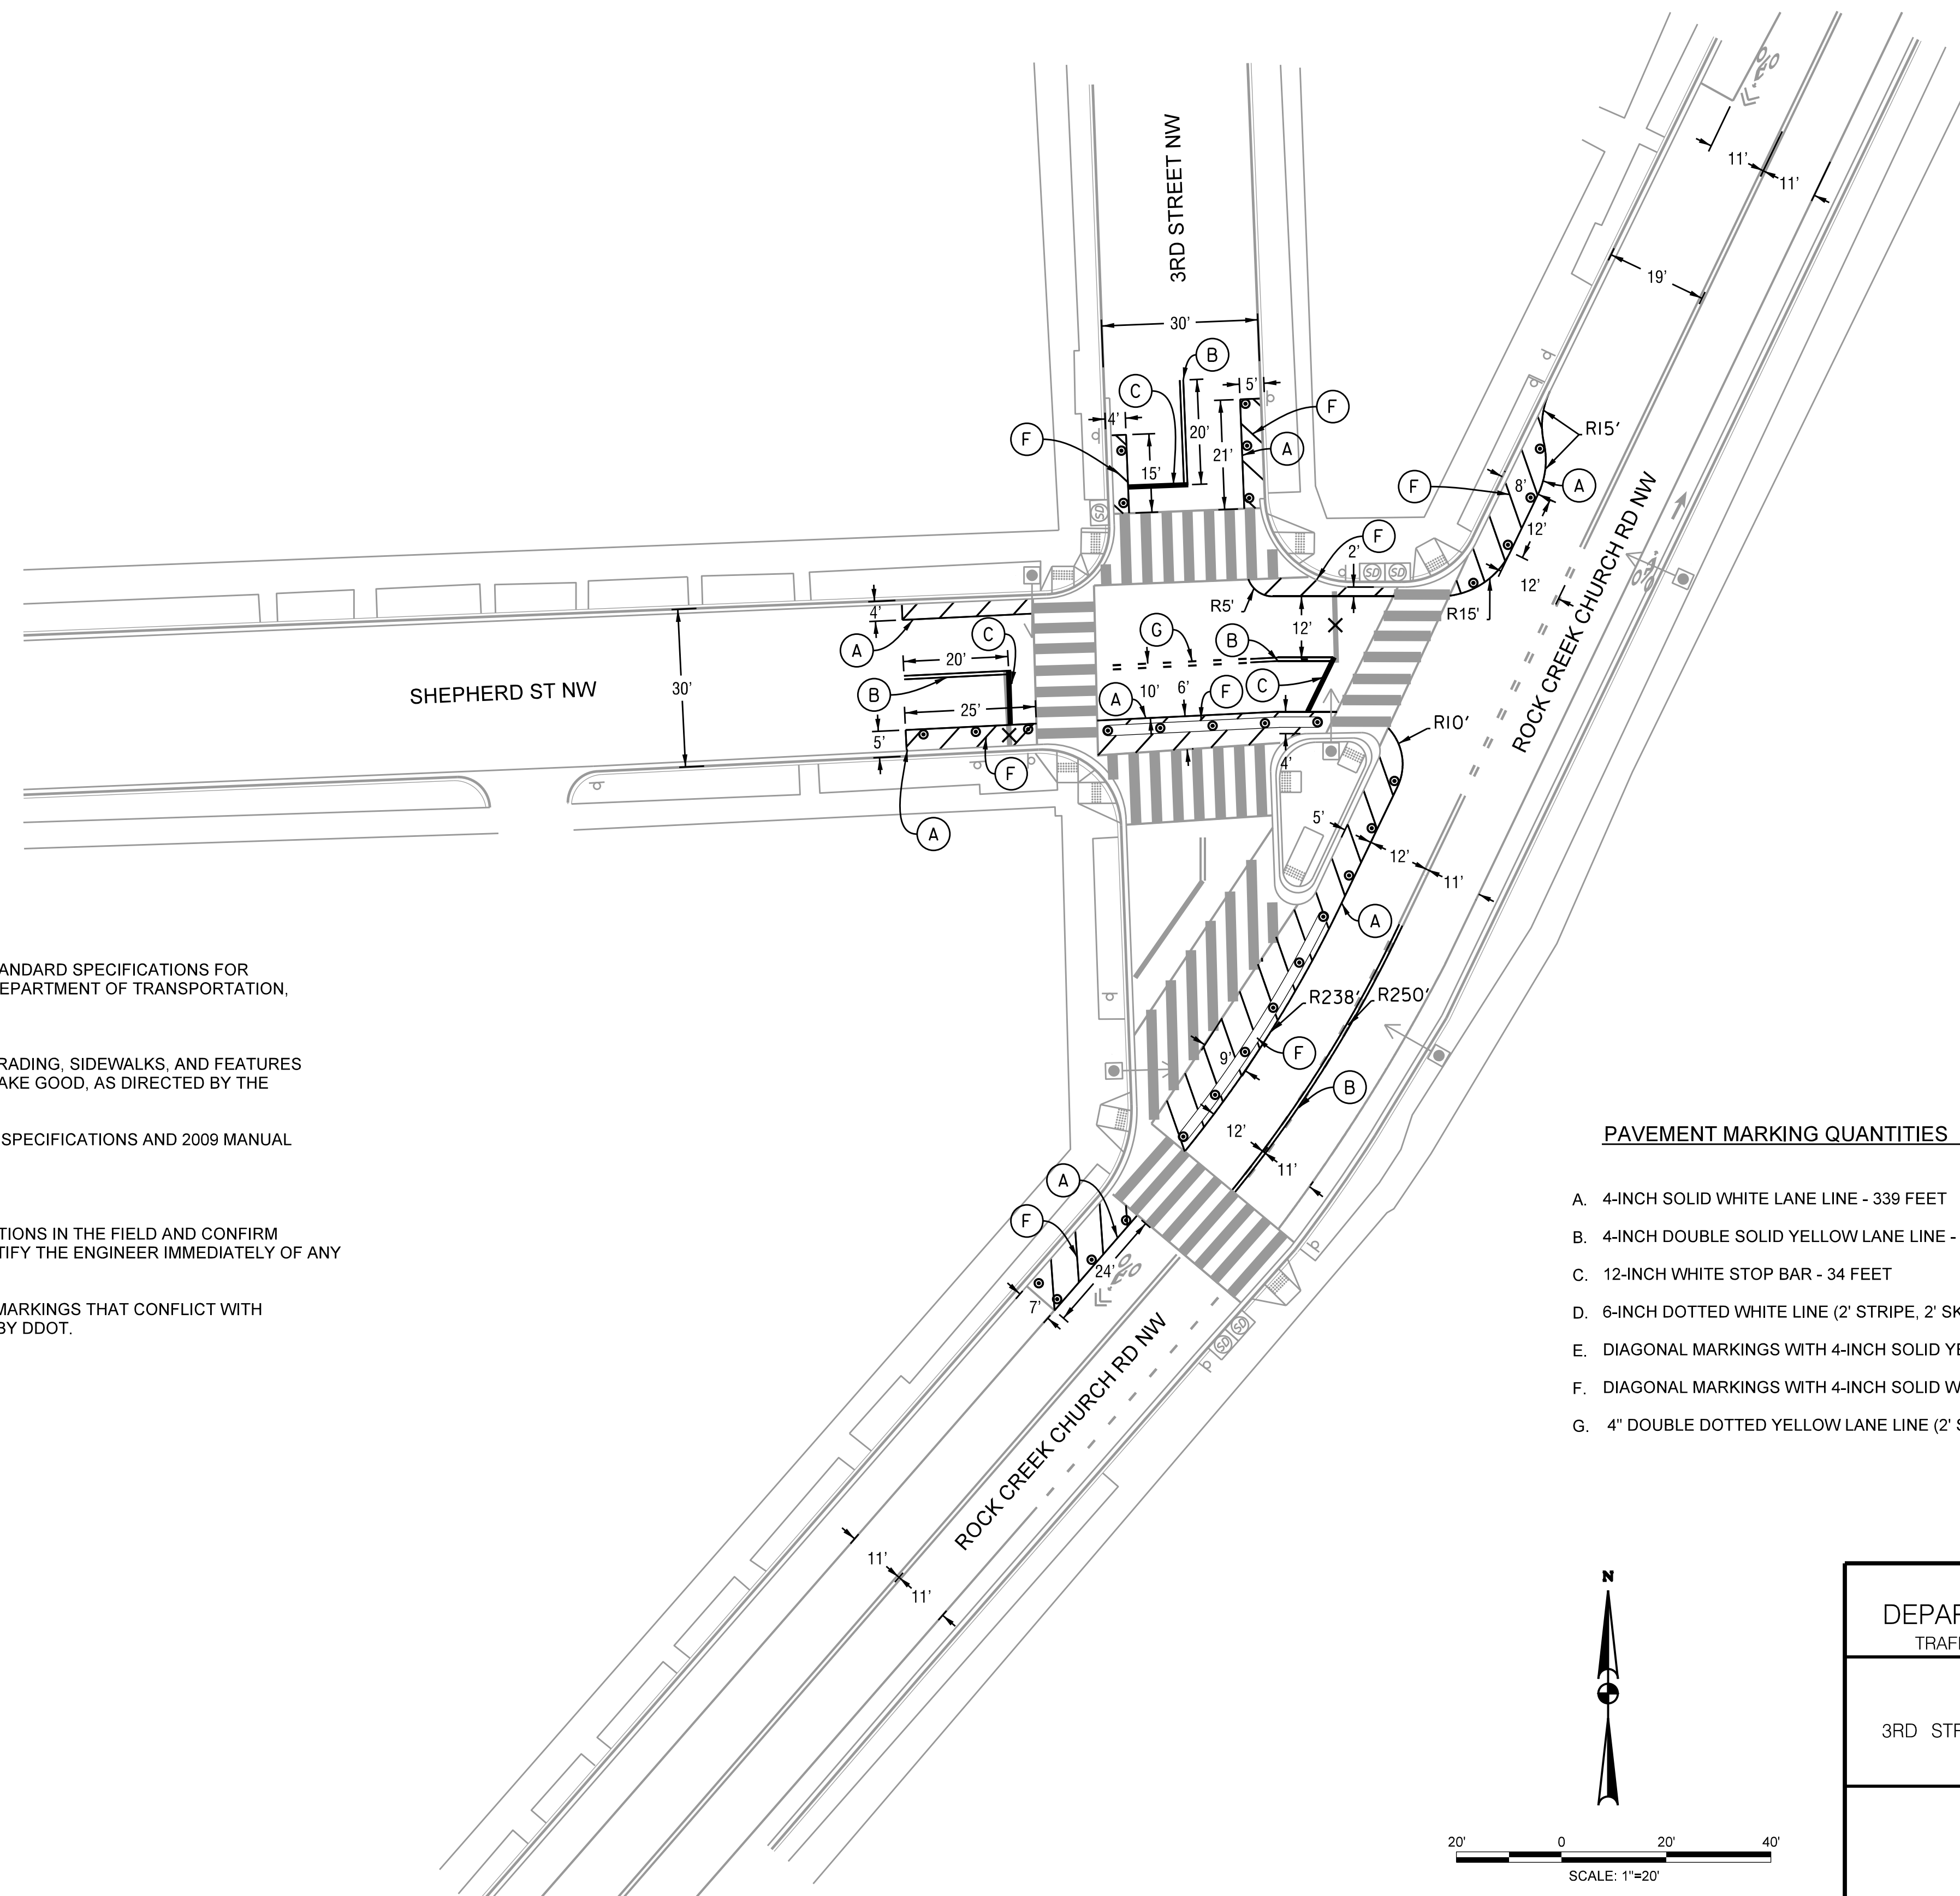 3RD STREET NW
30'
B
C
5'
F
4'
F
20'
21'
A
15'
11'
11'
19'
R15'
F
8'
A
12'
12'
F
2'
SD
SD
SD
R5'
R15'
12'
4'
A
C
20'
G
B
SHEPHERD ST NW
30'
B
25'
A
10'
6'
F
C
5'
F
4'
R10'
A
ROCK CREEK CHURCH RD NW
5'
12'
11'
A
R238'
R250'
9'
F
B
12'
11'
A
F
24'
7'
SD
SD
ROCK CREEK CHURCH RD NW
11'
11'
ANDARD SPECIFICATIONS FOR
EPARTMENT OF TRANSPORTATION,
RADING, SIDEWALKS, AND FEATURES
AKE GOOD, AS DIRECTED BY THE
SPECIFICATIONS AND 2009 MANUAL
TIONS IN THE FIELD AND CONFIRM
TIFY THE ENGINEER IMMEDIATELY OF ANY
MARKINGS THAT CONFLICT WITH
BY DDOT.
PAVEMENT MARKING QUANTITIES
A. 4-INCH SOLID WHITE LANE LINE - 339 FEET
B. 4-INCH DOUBLE SOLID YELLOW LANE LINE -
C. 12-INCH WHITE STOP BAR - 34 FEET
D. 6-INCH DOTTED WHITE LINE (2' STRIPE, 2' SK
E. DIAGONAL MARKINGS WITH 4-INCH SOLID YE
F. DIAGONAL MARKINGS WITH 4-INCH SOLID W
G. 4" DOUBLE DOTTED YELLOW LANE LINE (2' S
N
20' 0 20' 40'
SCALE: 1"=20'
DEPAR
TRAFF
3RD STR